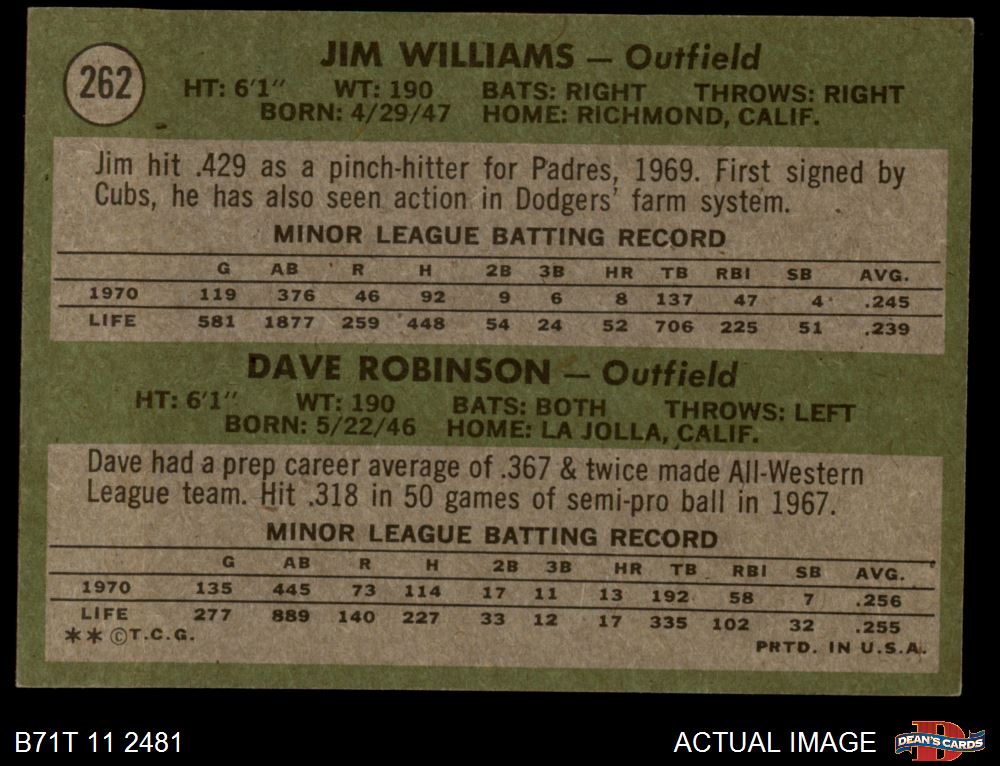 262
JIM WILLIAMS — Outfield
HT: 6'1" WT: 190 BATS: RIGHT THROWS: RIGHT
BORN: 4/29/47 HOME: RICHMOND, CALIF.
Jim hit .429 as a pinch-hitter for Padres, 1969. First signed by
Cubs, he has also seen action in Dodgers' farm system.
MINOR LEAGUE BATTING RECORD
G AB R H 2B 3B HR TB RBI SB AVG.
1970 119 376 46 92 9 6 8 137 47 4 .245
LIFE 581 1877 259 448 54 24 52 706 225 51 .239
DAVE ROBINSON — Outfield
HT: 6'1" WT: 190 BATS: BOTH THROWS: LEFT
BORN: 5/22/46 HOME: LA JOLLA, CALIF.
Dave had a prep career average of .367 & twice made All-Western
League team. Hit .318 in 50 games of semi-pro ball in 1967.
MINOR LEAGUE BATTING RECORD
G AB R H 2B 3B HR TB RBI SB AVG.
1970 135 445 73 114 17 11 13 192 58 7 .256
LIFE 277 889 140 227 33 12 17 335 102 32 .255
**©T.C.G.
PRTD. IN U.S.A.
B71T 11 2481
ACTUAL IMAGE
DEAN'S CARDS